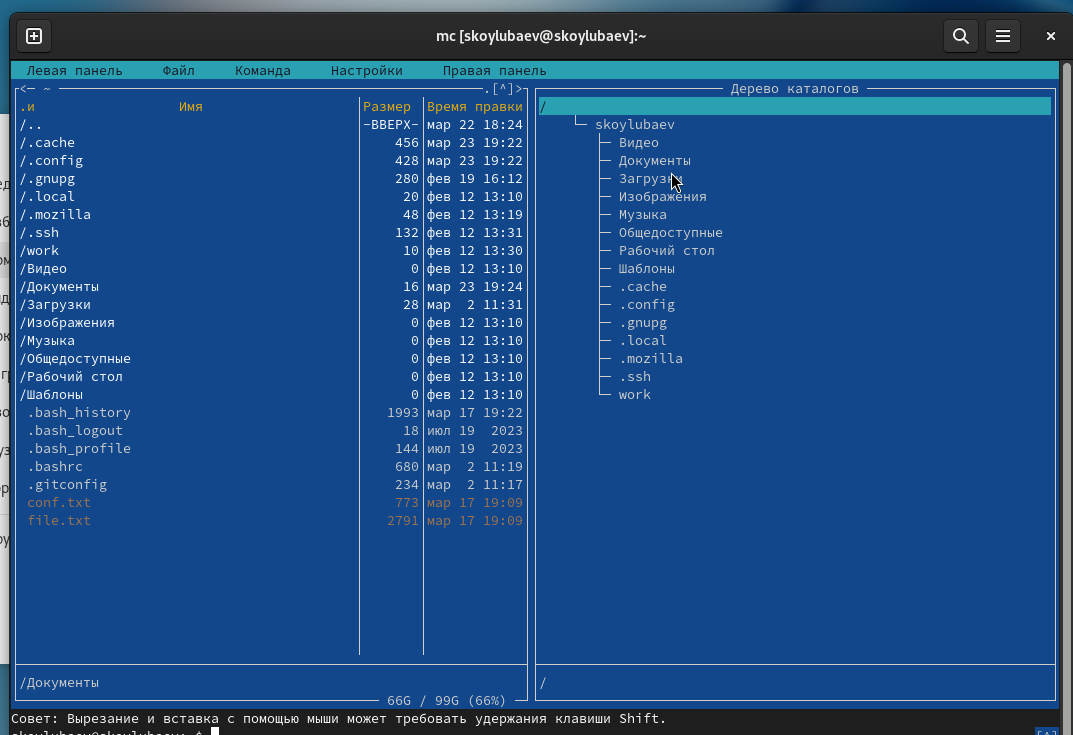 mc [skoylubaev@skoylubaev]:~
Левая панель Файл Команда Настройки Правая панель
<— ~ .[^]>
.и Имя Размер Время правки
/.. -ВВЕРХ- мар 22 18:24
/.cache 456 мар 23 19:22
/.config 428 мар 23 19:22
/.gnupg 280 фев 19 16:12
/.local 20 фев 12 13:10
/.mozilla 48 фев 12 13:19
/.ssh 132 фев 12 13:31
/work 10 фев 12 13:30
/Видео 0 фев 12 13:10
/Документы 16 мар 23 19:24
/Загрузки 28 мар 2 11:31
/Изображения 0 фев 12 13:10
/Музыка 0 фев 12 13:10
/Общедоступные 0 фев 12 13:10
/Рабочий стол 0 фев 12 13:10
/Шаблоны 0 фев 12 13:10
.bash_history 1993 мар 17 19:22
.bash_logout 18 июл 19 2023
.bash_profile 144 июл 19 2023
.bashrc 680 мар 2 11:19
.gitconfig 234 мар 2 11:17
conf.txt 773 мар 17 19:09
file.txt 2791 мар 17 19:09
/Документы
66G / 99G (66%)
Дерево каталогов
/
skoylubaev
Видео
Документы
Загрузки
Изображения
Музыка
Общедоступные
Рабочий стол
Шаблоны
.cache
.config
.gnupg
.local
.mozilla
.ssh
work
/
Совет: Вырезание и вставка с помощью мыши может требовать удержания клавиши Shift.
[^]